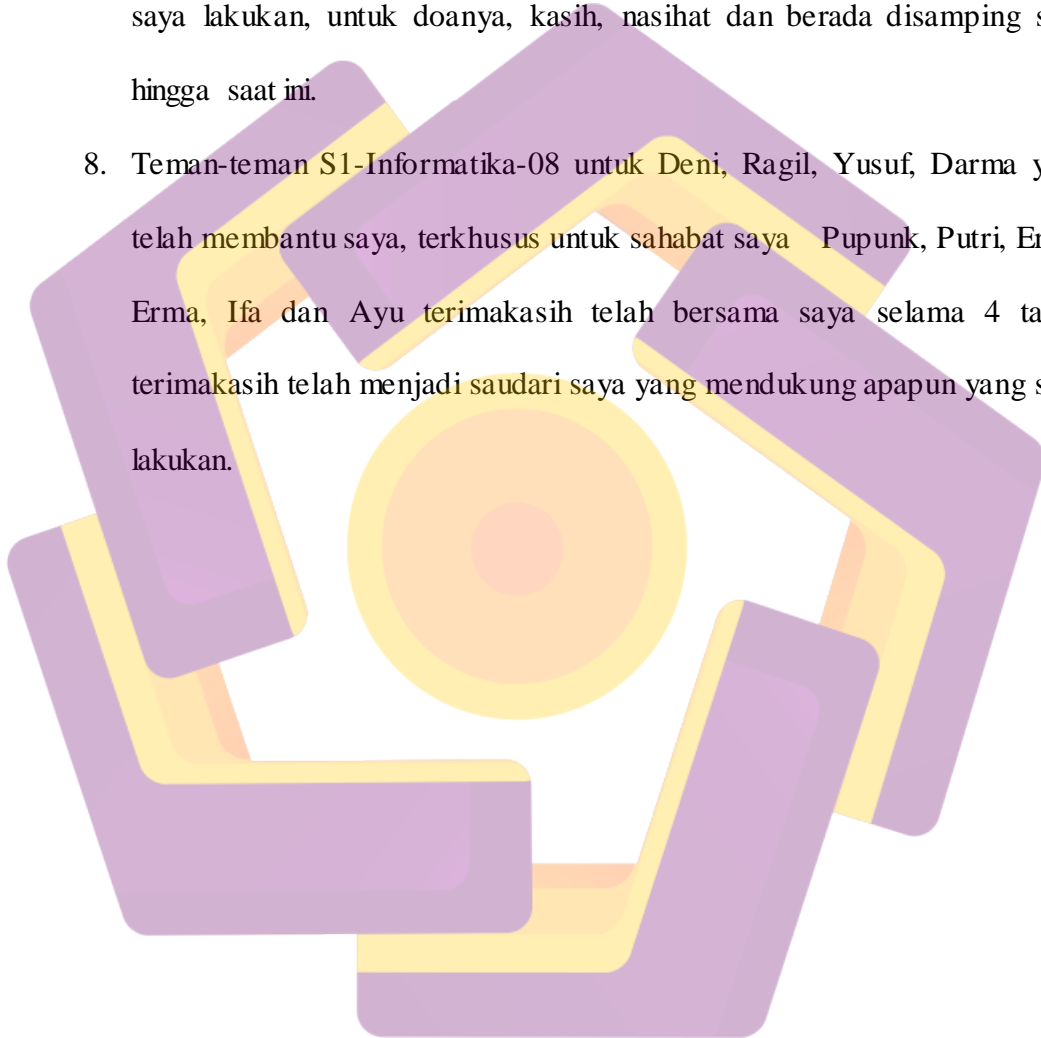 saya lakukan, untuk doanya, kasih, nasihat dan berada disamping
hingga saat ini.
8. Teman-teman S1-Informatika-08 untuk Deni, Ragil, Yusuf, Darma
telah membantu saya, terkhusus untuk sahabat saya Pupunk, Putri,
Erma, Ifa dan Ayu terimakasih telah bersama saya selama 4
terimakasih telah menjadi saudari saya yang mendukung apapun yang
lakukan.